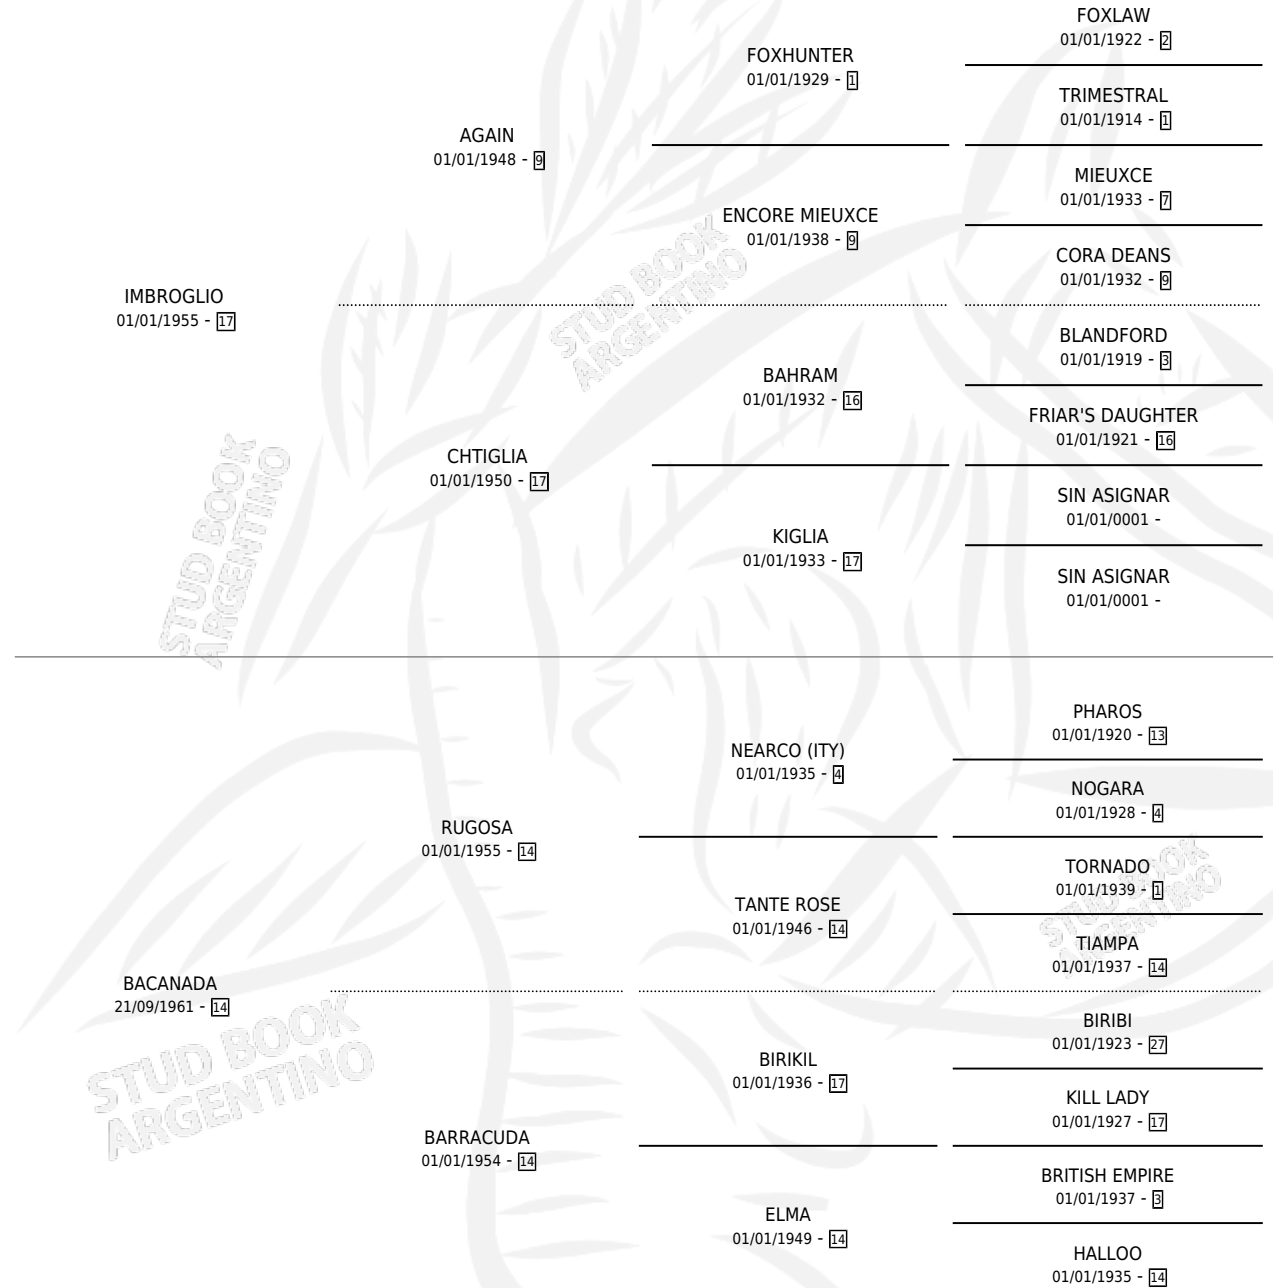 FOXLAW
01/01/1922 - 2
FOXHUNTER
01/01/1929 - 1
TRIMESTRAL
01/01/1914 - 1
AGAIN
01/01/1948 - 9
MIEUXCE
01/01/1933 - 7
ENCORE MIEUXCE
01/01/1938 - 9
CORA DEANS
01/01/1932 - 9
IMBROGLIO
01/01/1955 - 17
BLANDFORD
01/01/1919 - 3
BAHRAM
01/01/1932 - 16
FRIAR'S DAUGHTER
01/01/1921 - 16
CHTIGLIA
01/01/1950 - 17
SIN ASIGNAR
01/01/0001 -
KIGLIA
01/01/1933 - 17
SIN ASIGNAR
01/01/0001 -
PHAROS
01/01/1920 - 13
NEARCO (ITY)
01/01/1935 - 4
NOGARA
01/01/1928 - 4
RUGOSA
01/01/1955 - 14
TORNADO
01/01/1939 - 1
TANTE ROSE
01/01/1946 - 14
TIAMPA
01/01/1937 - 14
BACANADA
21/09/1961 - 14
BIRIBI
01/01/1923 - 27
BIRIKIL
01/01/1936 - 17
KILL LADY
01/01/1927 - 17
BARRACUDA
01/01/1954 - 14
BRITISH EMPIRE
01/01/1937 - 3
ELMA
01/01/1949 - 14
HALLOO
01/01/1935 - 14
STUD BOOK
ARGENTINO
STUD BOOK
ARGENTINO
STUD BOOK
ARGENTINO
STUD BOOK
ARGENTINO